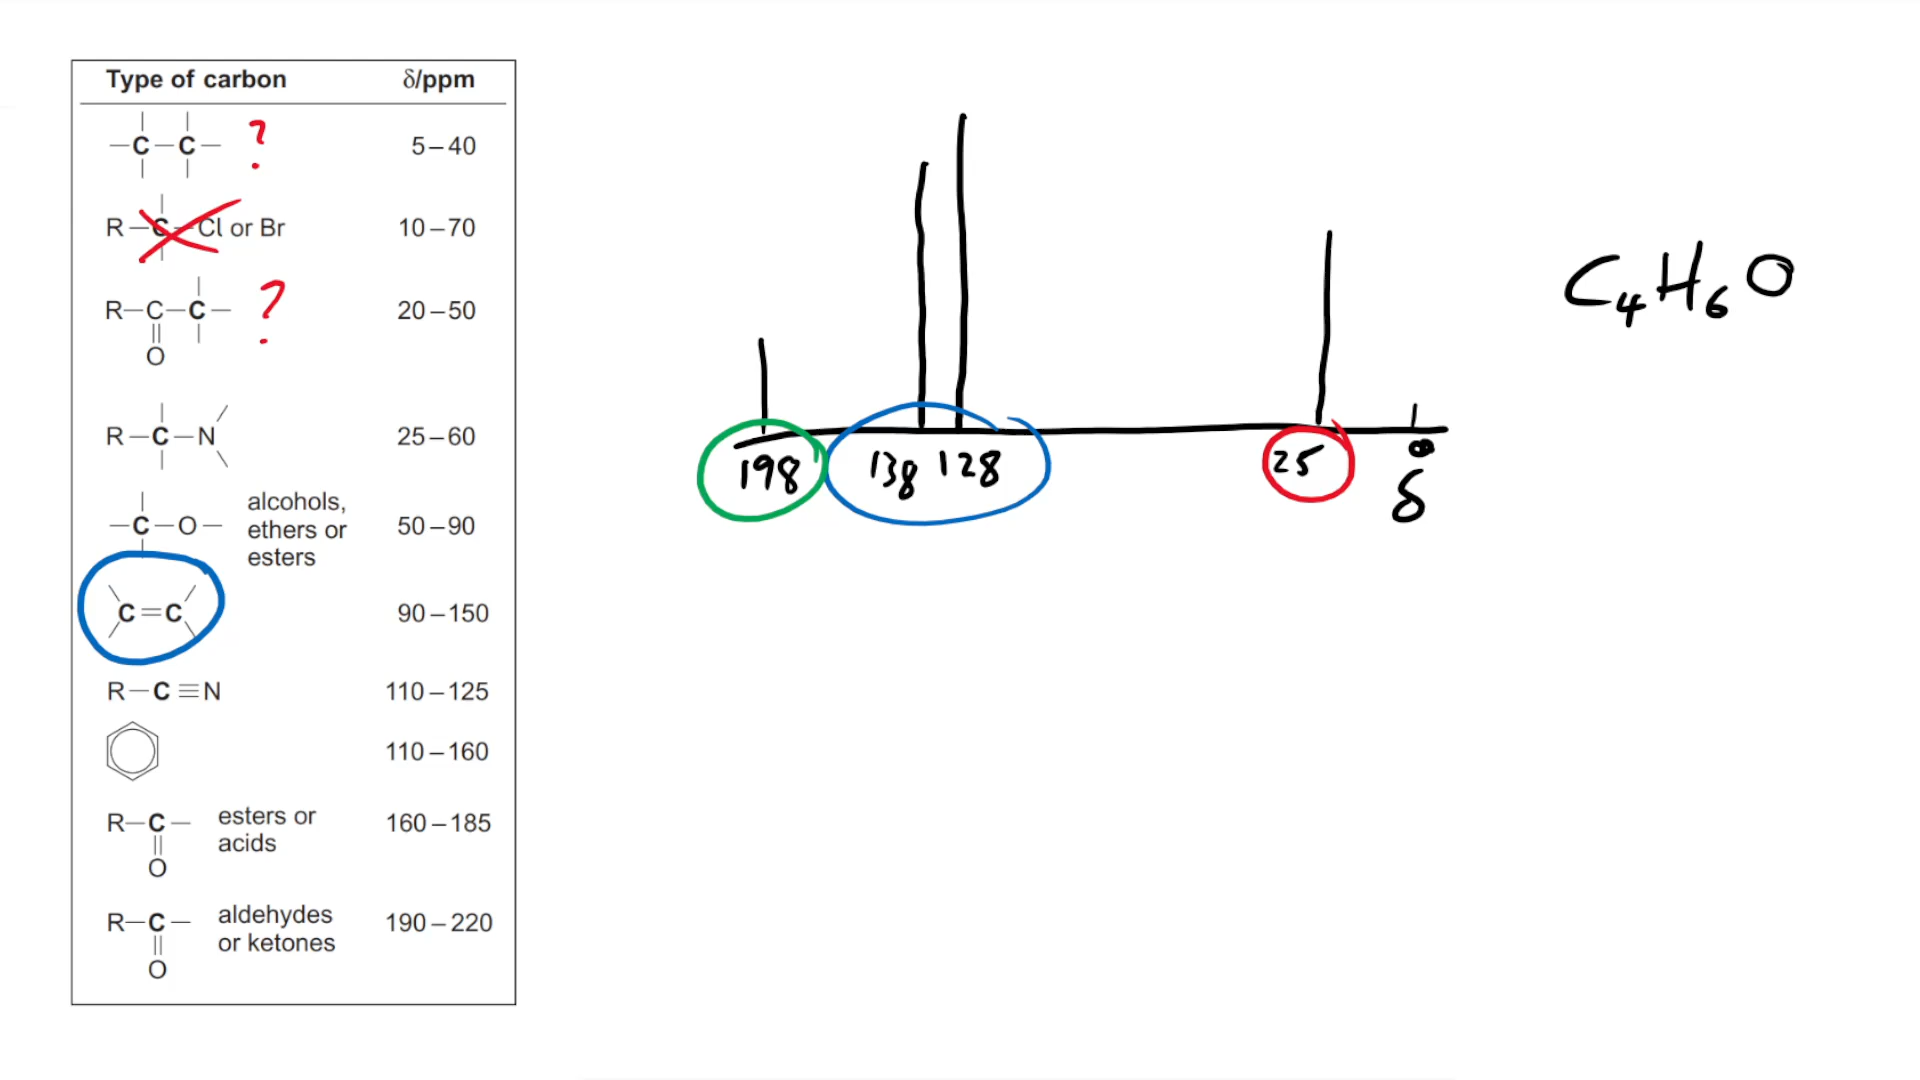 Type of carbon δ/ppm
—C—C— ? 5–40
R—C—Cl or Br 10–70
R—C—C— ? 20–50
O
R—C—N 25–60
—C—O— alcohols, ethers or esters 50–90
C=C 90–150
R—C≡N 110–125
110–160
R—C— esters or acids 160–185
O
R—C— aldehydes or ketones 190–220
O
198 138 128 25
δ
C₄H₆O